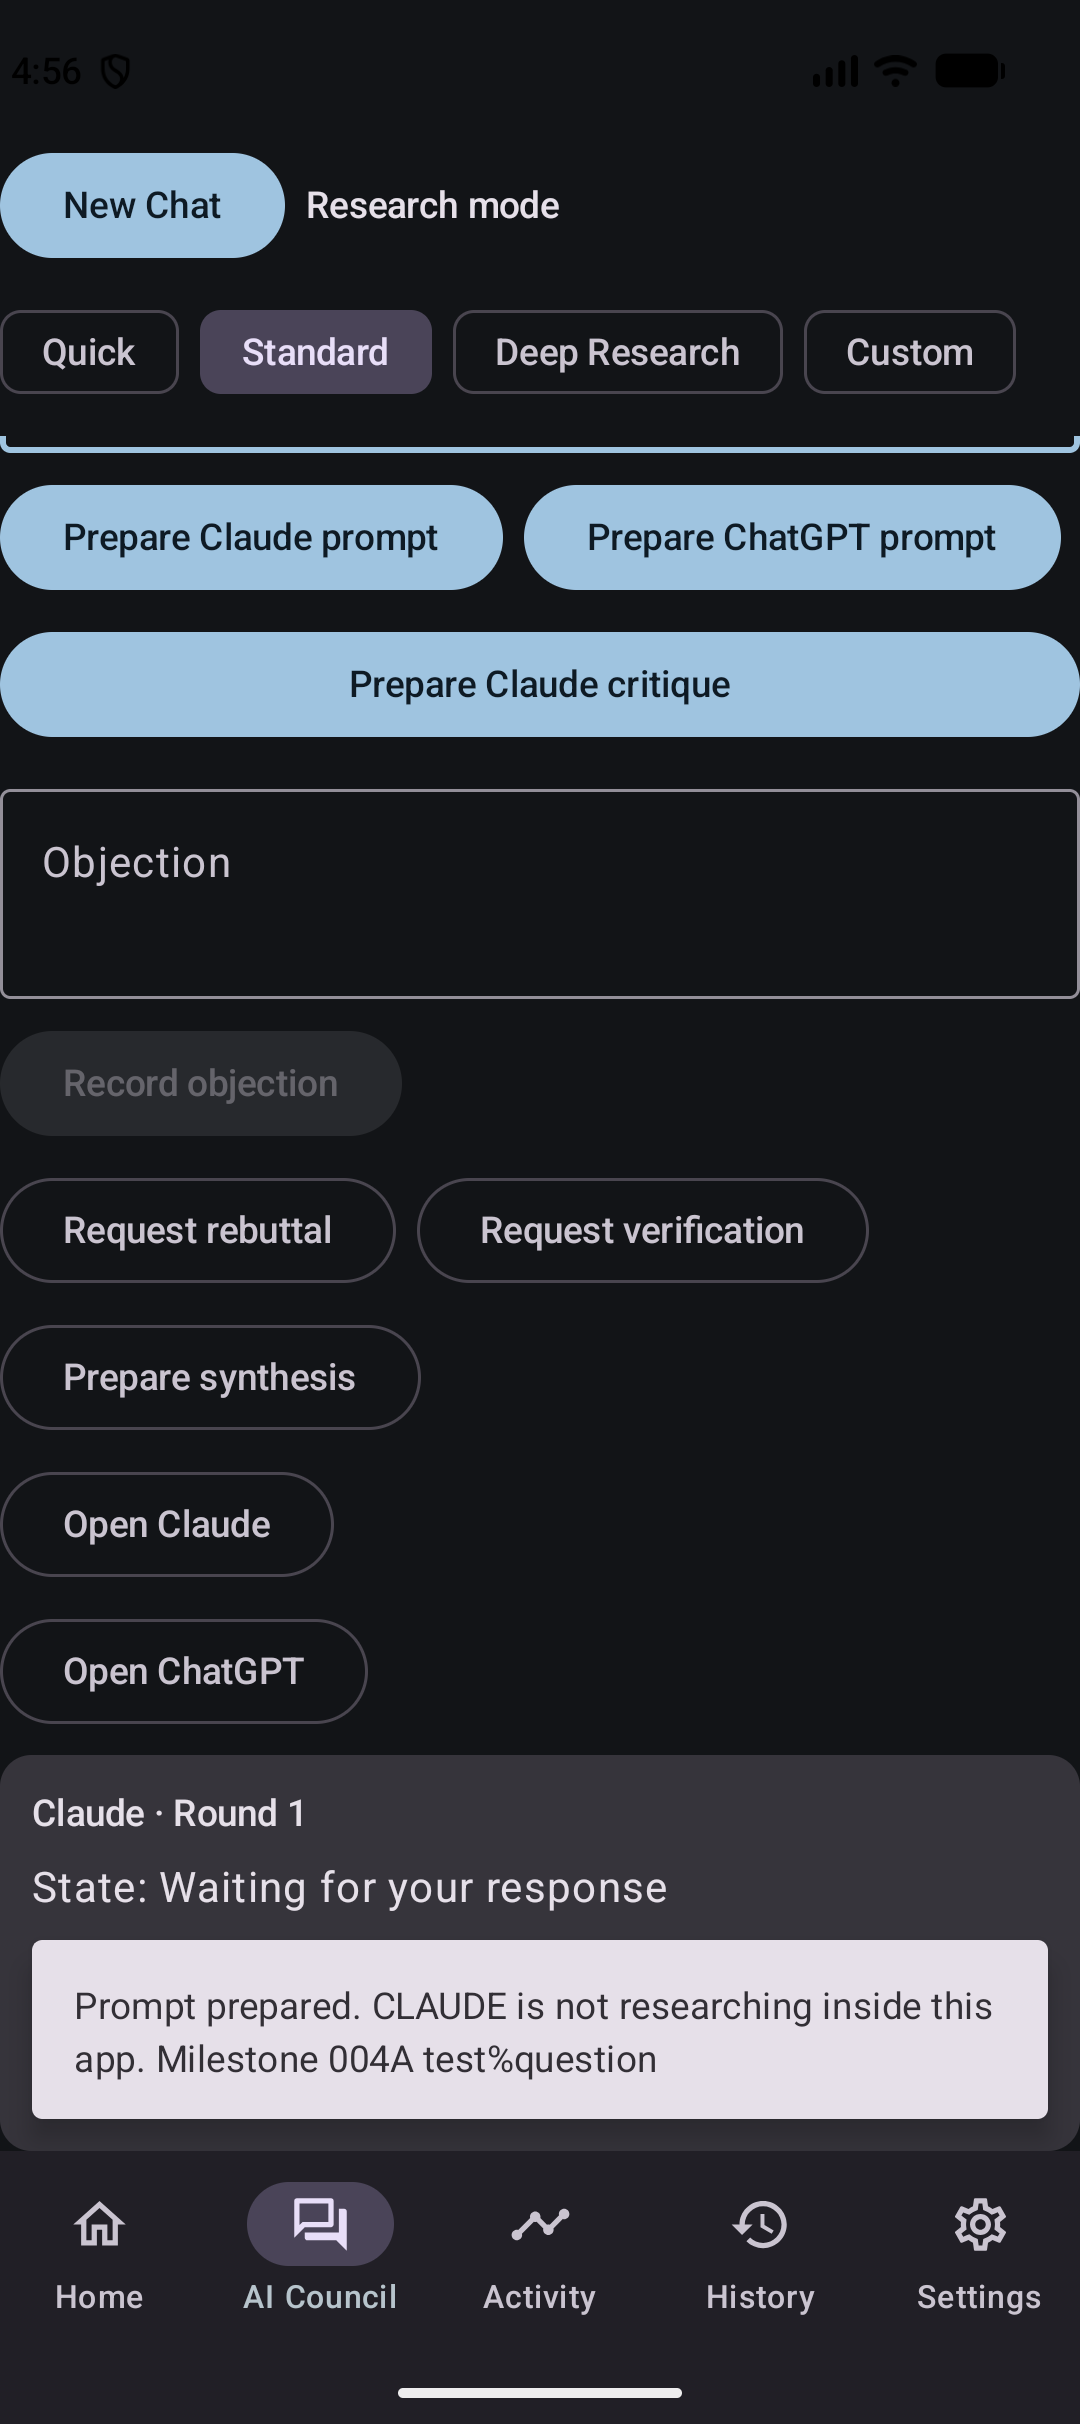 4:56
New Chat
Research mode
Quick
Standard
Deep Research
Custom
Prepare Claude prompt
Prepare ChatGPT prompt
Prepare Claude critique
Objection
Record objection
Request rebuttal
Request verification
Prepare synthesis
Open Claude
Open ChatGPT
Claude · Round 1
State: Waiting for your response
Prompt prepared. CLAUDE is not researching inside this
app. Milestone 004A test%question
Home
AI Council
Activity
History
Settings